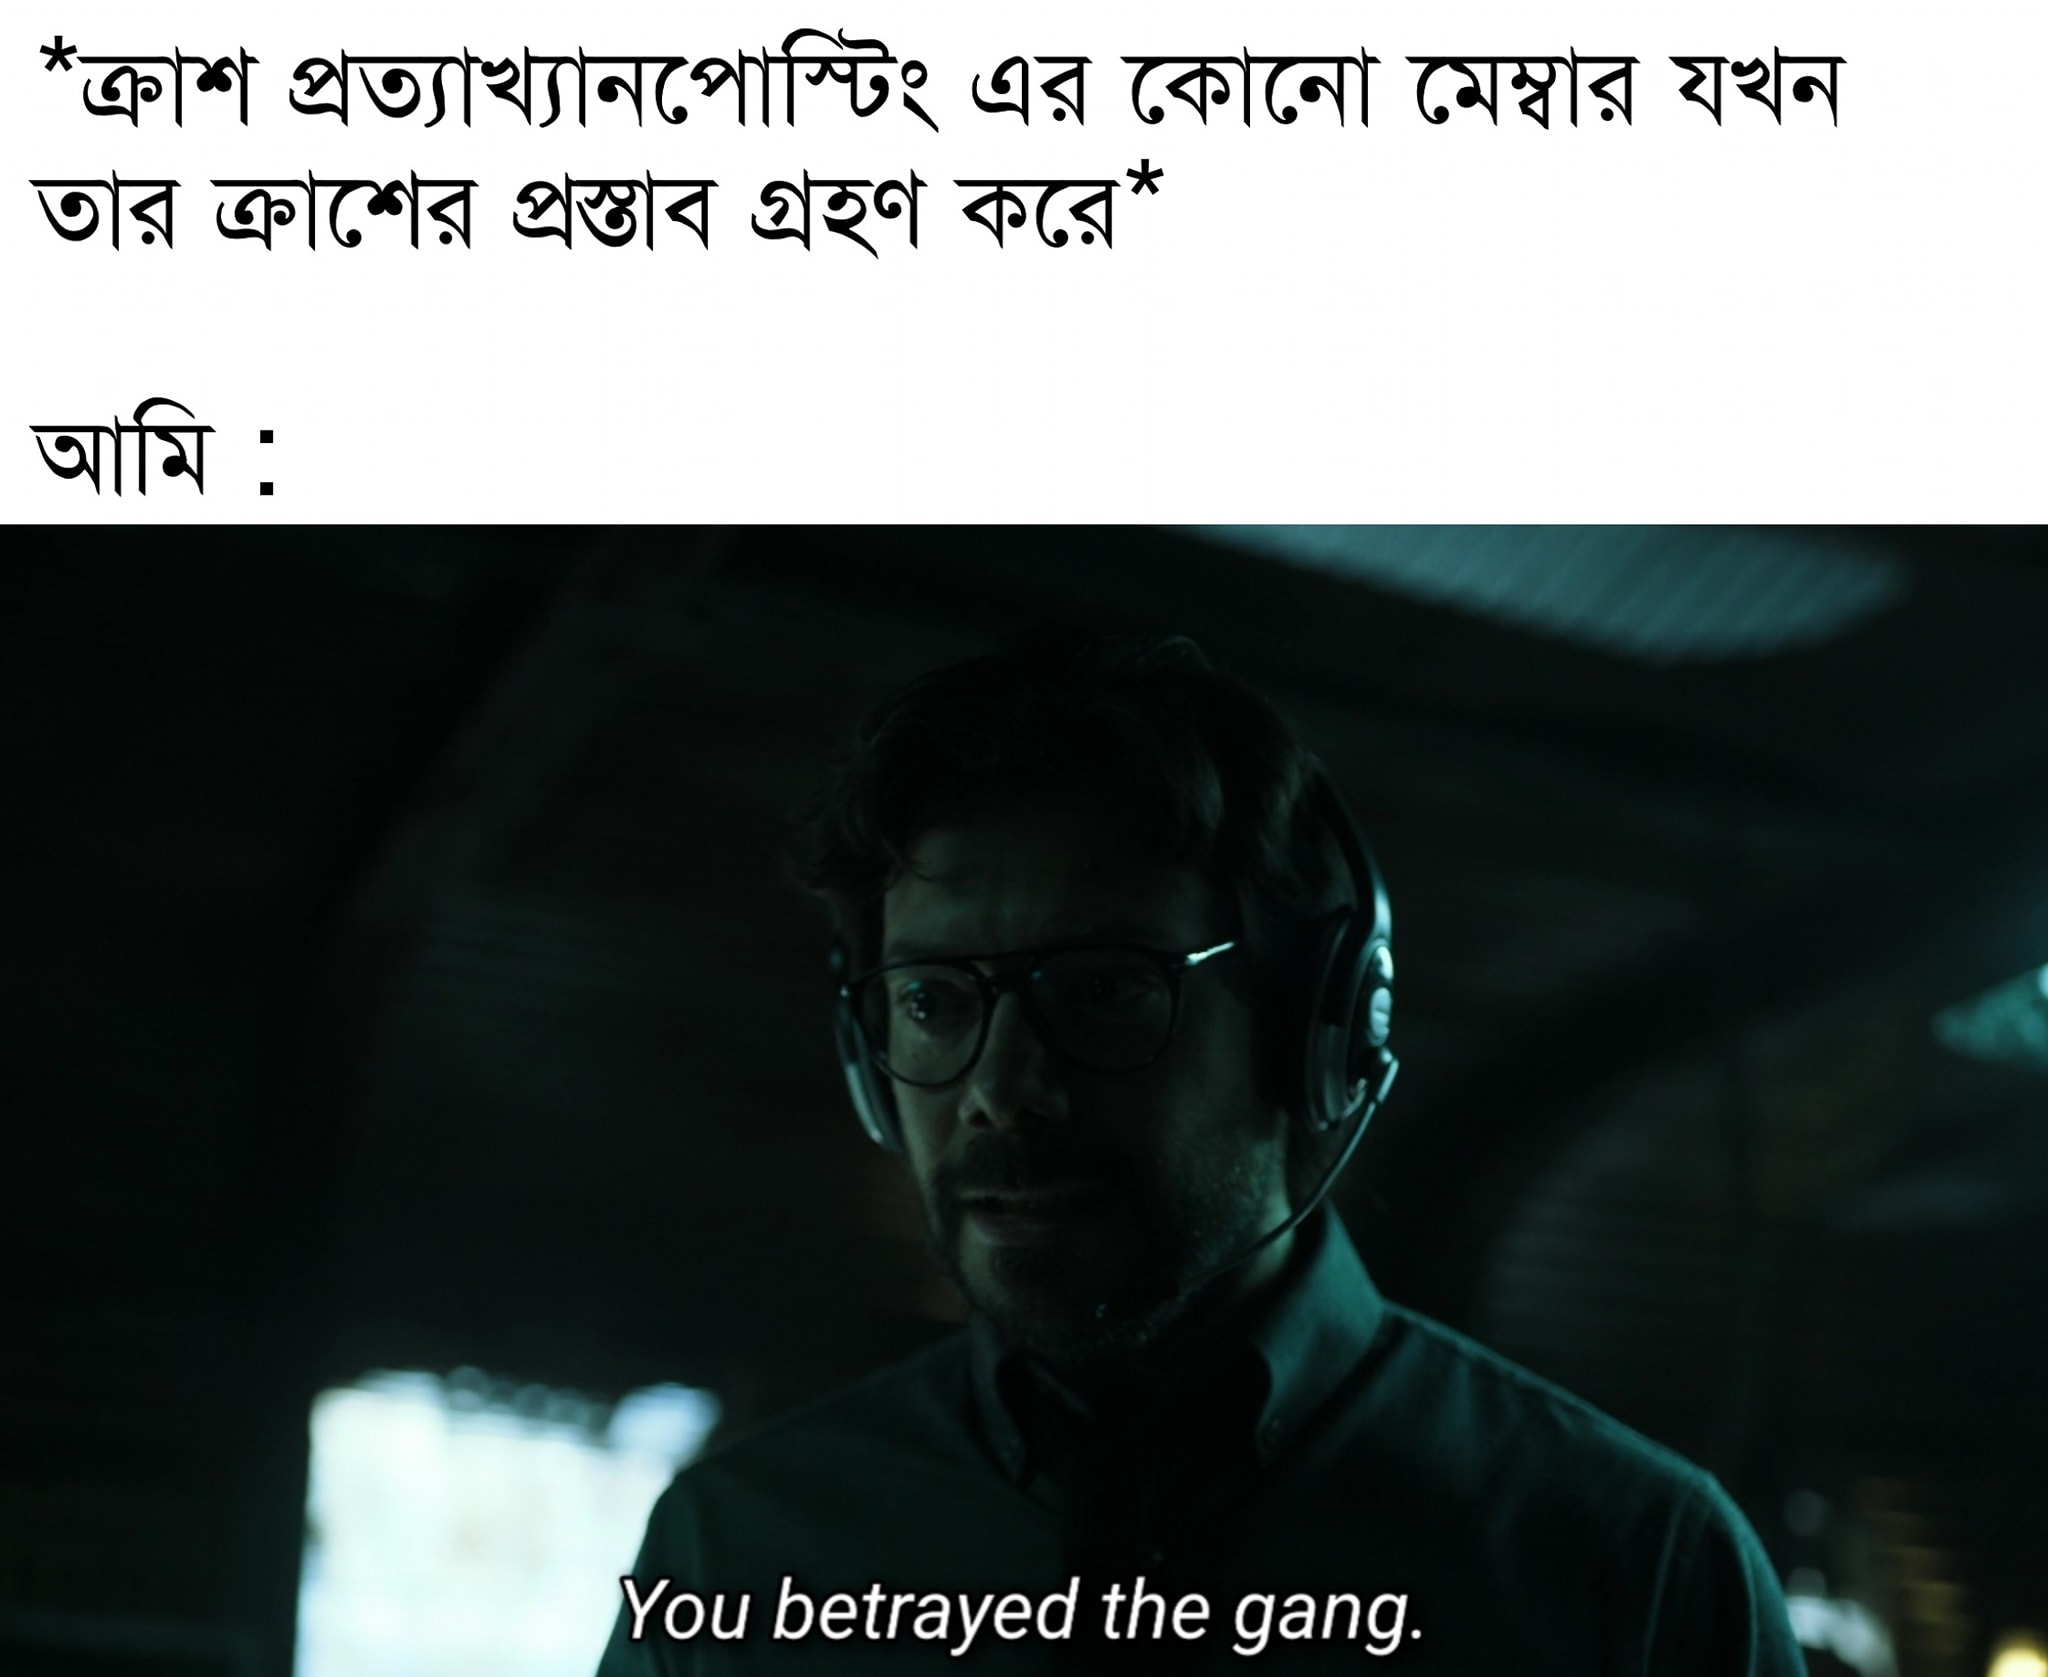 *ক্রাশ প্রত্যাখ্যানপোস্টিং এর কোনো মেম্বার যখন
তার ক্রাশের প্রস্তাব গ্রহণ করে*
আমি :
You betrayed the gang.